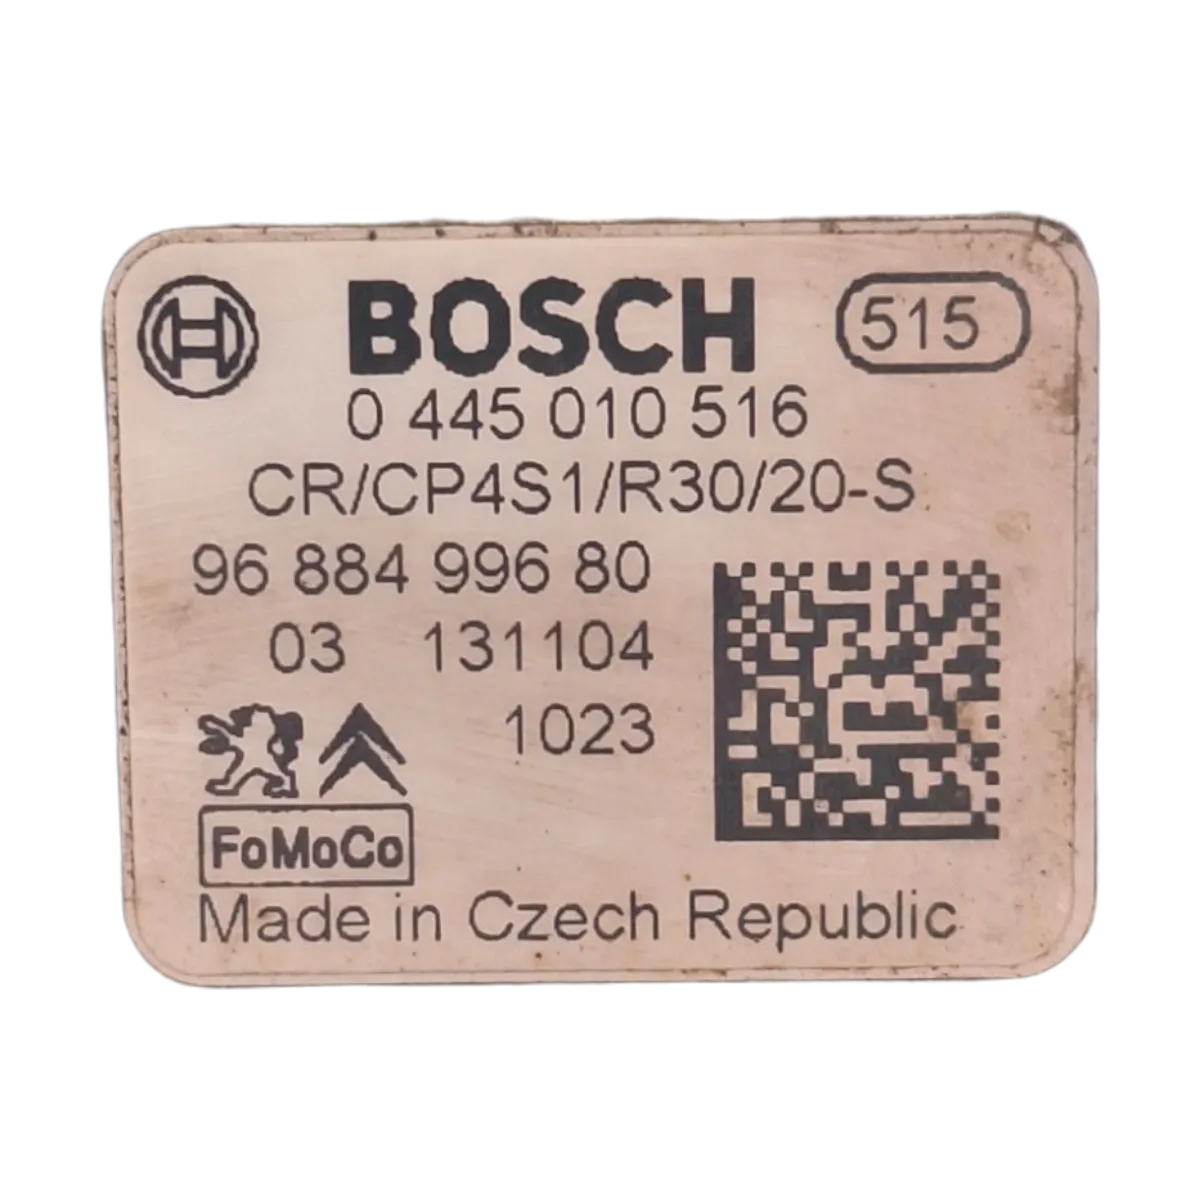 BOSCH 515
0 445 010 516
CR/CP4S1/R30/20-S
96 884 996 80
03 131104
1023
FoMoCo
Made in Czech Republic